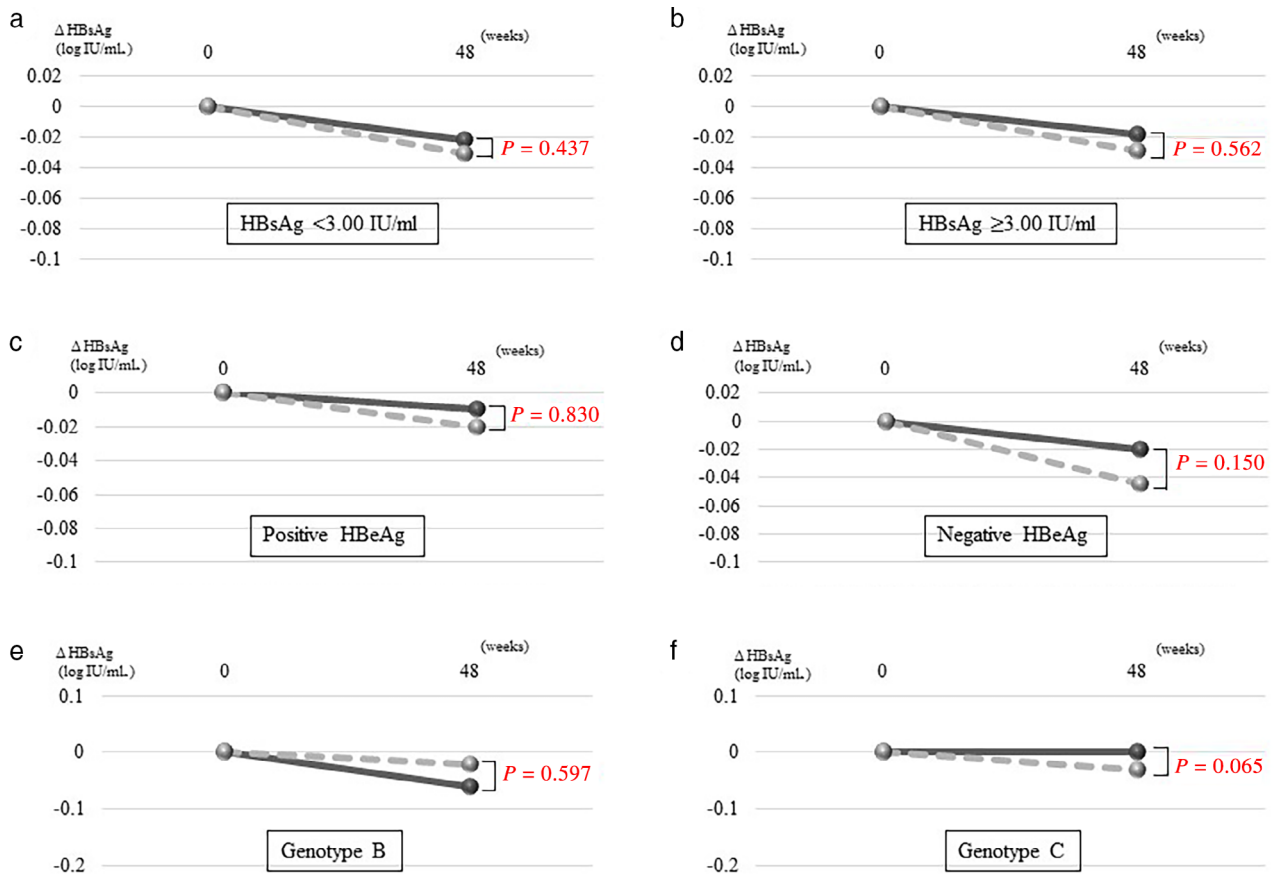 a
Δ HBsAg
(log IU/mL)
0
48
(weeks)
0.02
0
-0.02
-0.04
-0.06
-0.08
-0.1
P = 0.437
HBsAg <3.00 IU/ml
b
Δ HBsAg
(log IU/mL)
0
48
(weeks)
0.02
0
-0.02
-0.04
-0.06
-0.08
-0.1
P = 0.562
HBsAg ≥3.00 IU/ml
c
Δ HBsAg
(log IU/mL)
0
48
(weeks)
0
-0.02
-0.04
-0.06
-0.08
-0.1
P = 0.830
Positive HBeAg
d
Δ HBsAg
(log IU/mL)
0
48
(weeks)
0.02
0
-0.02
-0.04
-0.06
-0.08
-0.1
P = 0.150
Negative HBeAg
e
Δ HBsAg
(log IU/mL)
0
48
(weeks)
0.1
0
-0.1
-0.2
P = 0.597
Genotype B
f
Δ HBsAg
(log IU/mL)
0
48
(weeks)
0.1
0
-0.1
-0.2
P = 0.065
Genotype C